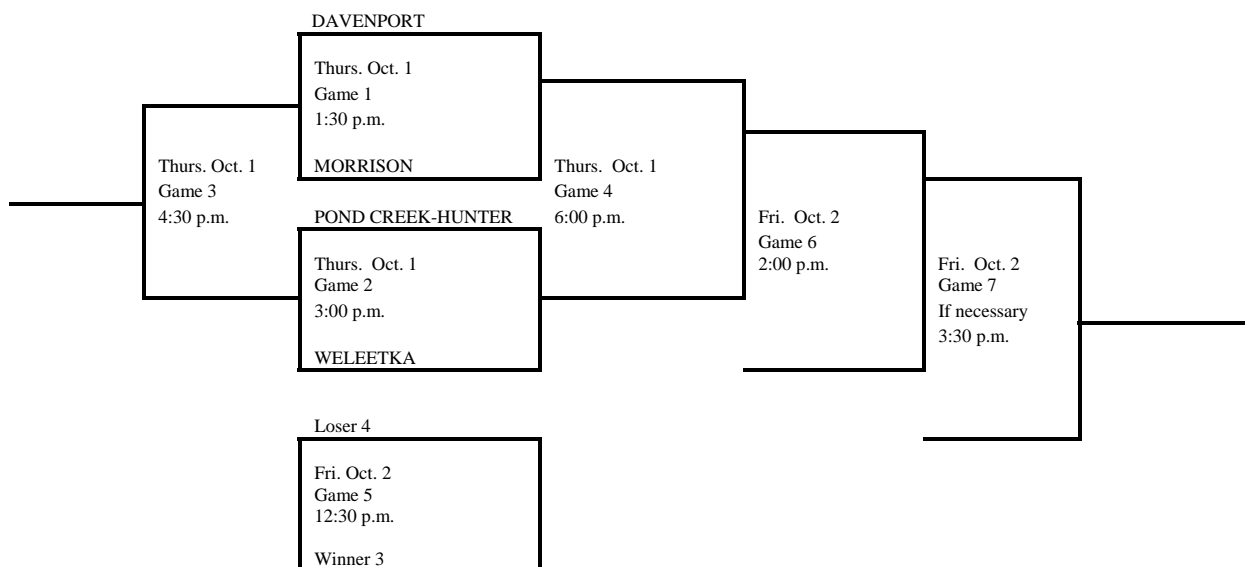 DAVENPORT
Thurs. Oct. 1
Game 1
1:30 p.m.
MORRISON
Thurs. Oct. 1
Game 3
4:30 p.m.
Thurs. Oct. 1
Game 4
6:00 p.m.
POND CREEK-HUNTER
Thurs. Oct. 1
Game 2
3:00 p.m.
WELEETKA
Fri. Oct. 2
Game 6
2:00 p.m.
Fri. Oct. 2
Game 7
If necessary
3:30 p.m.
Loser 4
Fri. Oct. 2
Game 5
12:30 p.m.
Winner 3